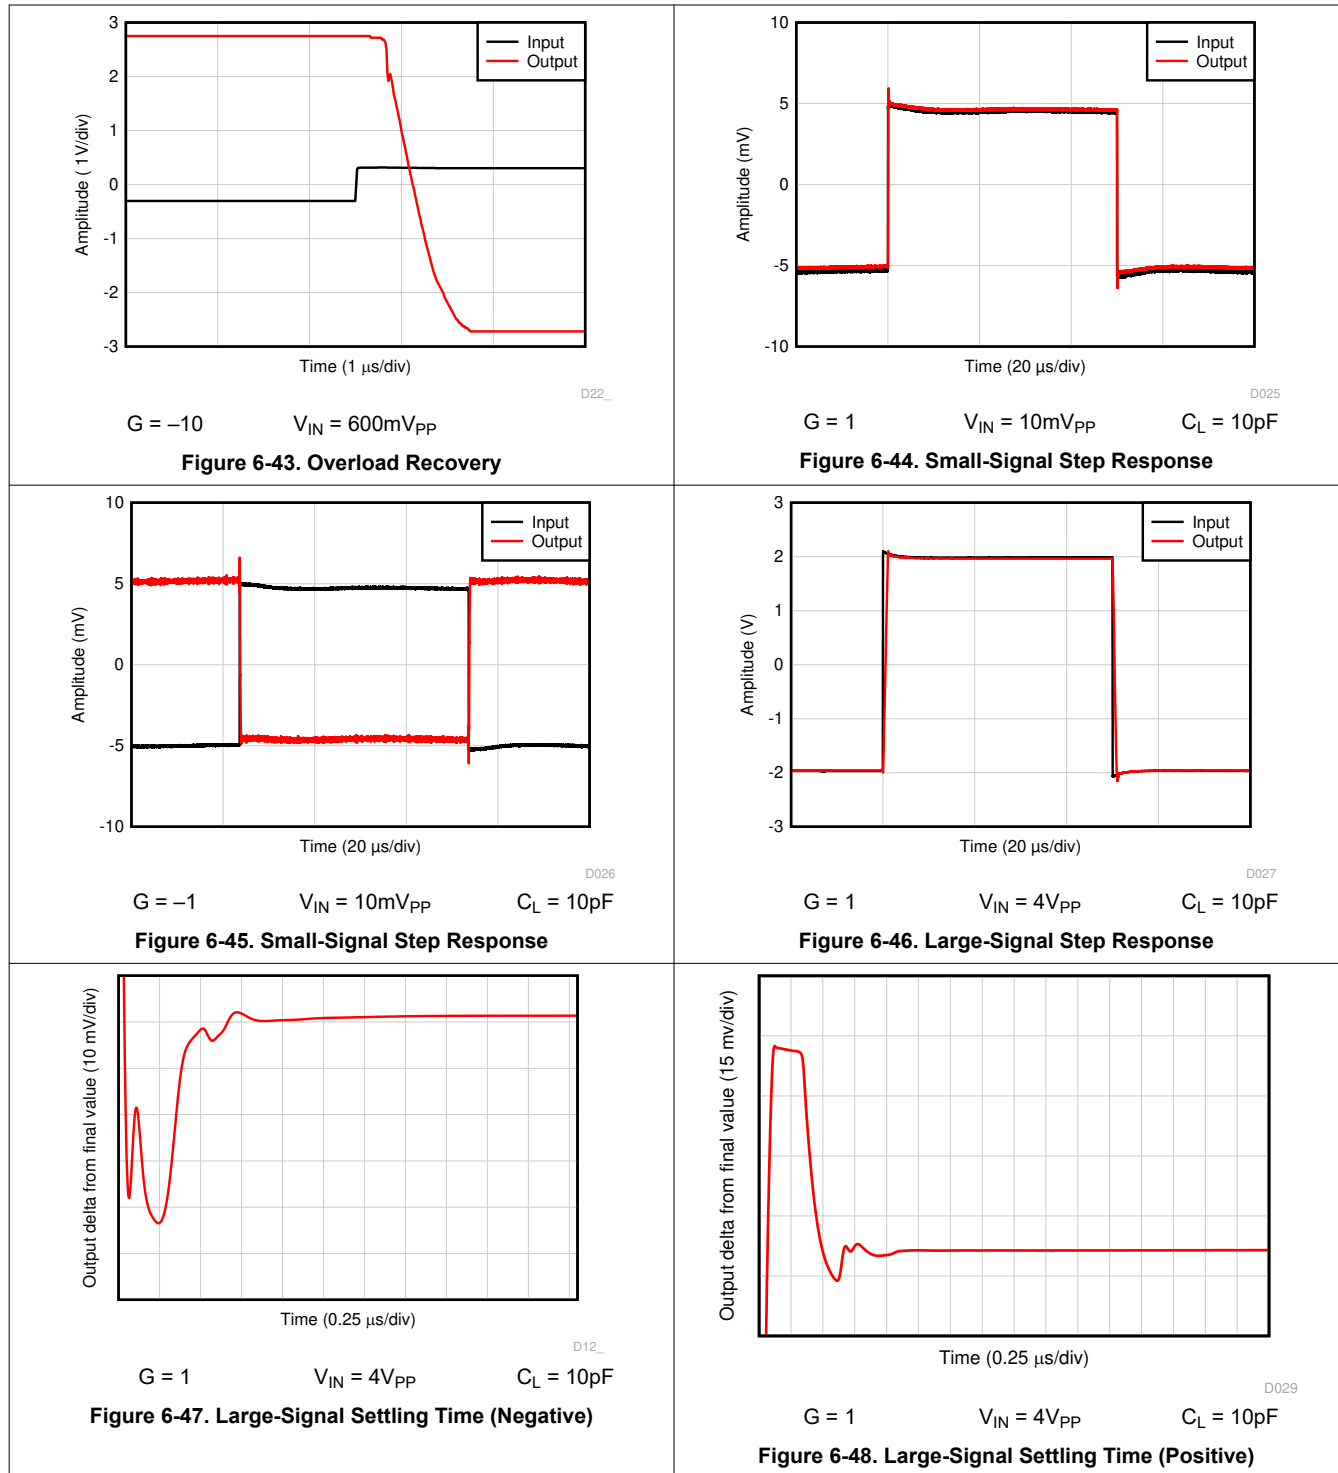 3
2
1
0
-1
-2
-3
Amplitude ( 1V/div)
Input
Output
Time (1 µs/div)
D22_
G = –10 VIN = 600mVPP
Figure 6-43. Overload Recovery
10
5
0
-5
-10
Amplitude (mV)
Input
Output
Time (20 µs/div)
D025
G = 1 VIN = 10mVPP CL = 10pF
Figure 6-44. Small-Signal Step Response
10
5
0
-5
-10
Amplitude (mV)
Input
Output
Time (20 µs/div)
D026
G = –1 VIN = 10mVPP CL = 10pF
Figure 6-45. Small-Signal Step Response
3
2
1
0
-1
-2
-3
Amplitude (V)
Input
Output
Time (20 µs/div)
D027
G = 1 VIN = 4VPP CL = 10pF
Figure 6-46. Large-Signal Step Response
Output delta from final value (10 mV/div)
Time (0.25 µs/div)
D12_
G = 1 VIN = 4VPP CL = 10pF
Figure 6-47. Large-Signal Settling Time (Negative)
Output delta from final value (15 mv/div)
Time (0.25 µs/div)
D029
G = 1 VIN = 4VPP CL = 10pF
Figure 6-48. Large-Signal Settling Time (Positive)